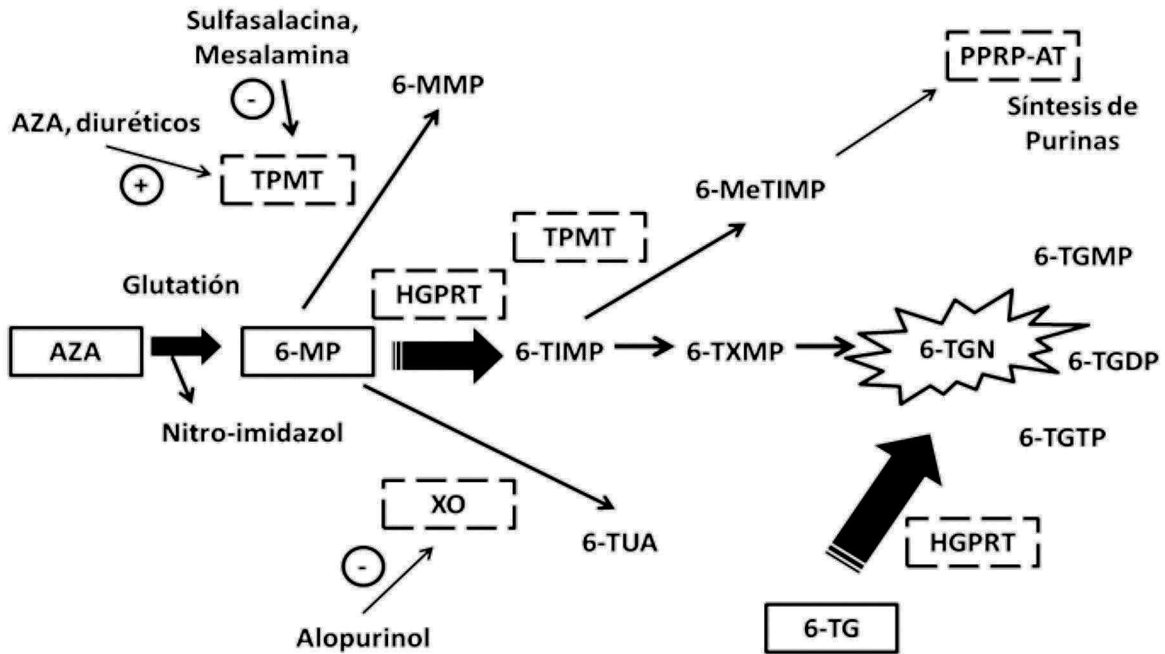 Sulfasalacina,
Mesalamina
-
AZA, diuréticos
+
TPMT
6-MMP
PPRP-AT
Síntesis de
Purinas
6-MeTIMP
TPMT
Glutatión
HGPRT
AZA
6-MP
6-TIMP
6-TXMP
6-TGN
6-TGMP
6-TGDP
6-TGTP
Nitro-imidazol
XO
-
6-TUA
Alopurinol
HGPRT
6-TG